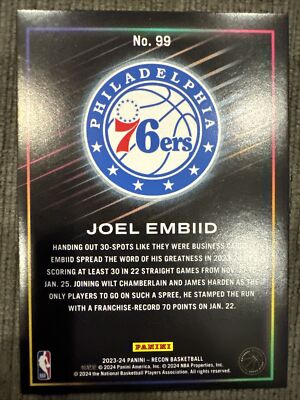 No. 99
PHILADELPHIA
76ers
JOEL EMBIID
HANDING OUT 30-SPOTS LIKE THEY WERE BUSINESS
EMBIID SPREAD THE WORD OF HIS GREATNESS IN
SCORING AT LEAST 30 IN 22 STRAIGHT GAMES FROM TO
JAN. 25. JOINING WILT CHAMBERLAIN AND JAMES HARDEN AS THE
ONLY PLAYERS TO GO ON SUCH A SPREE, HE STAMPED THE RUN
WITH A FRANCHISE-RECORD 70 POINTS ON JAN. 22.
PANINI
2023-24 PANINI – RECON BASKETBALL
© 2024 Panini America, Inc. © 2024 NBA Properties, Inc.
© 2024 the National Basketball Players Association. All rights reserved.